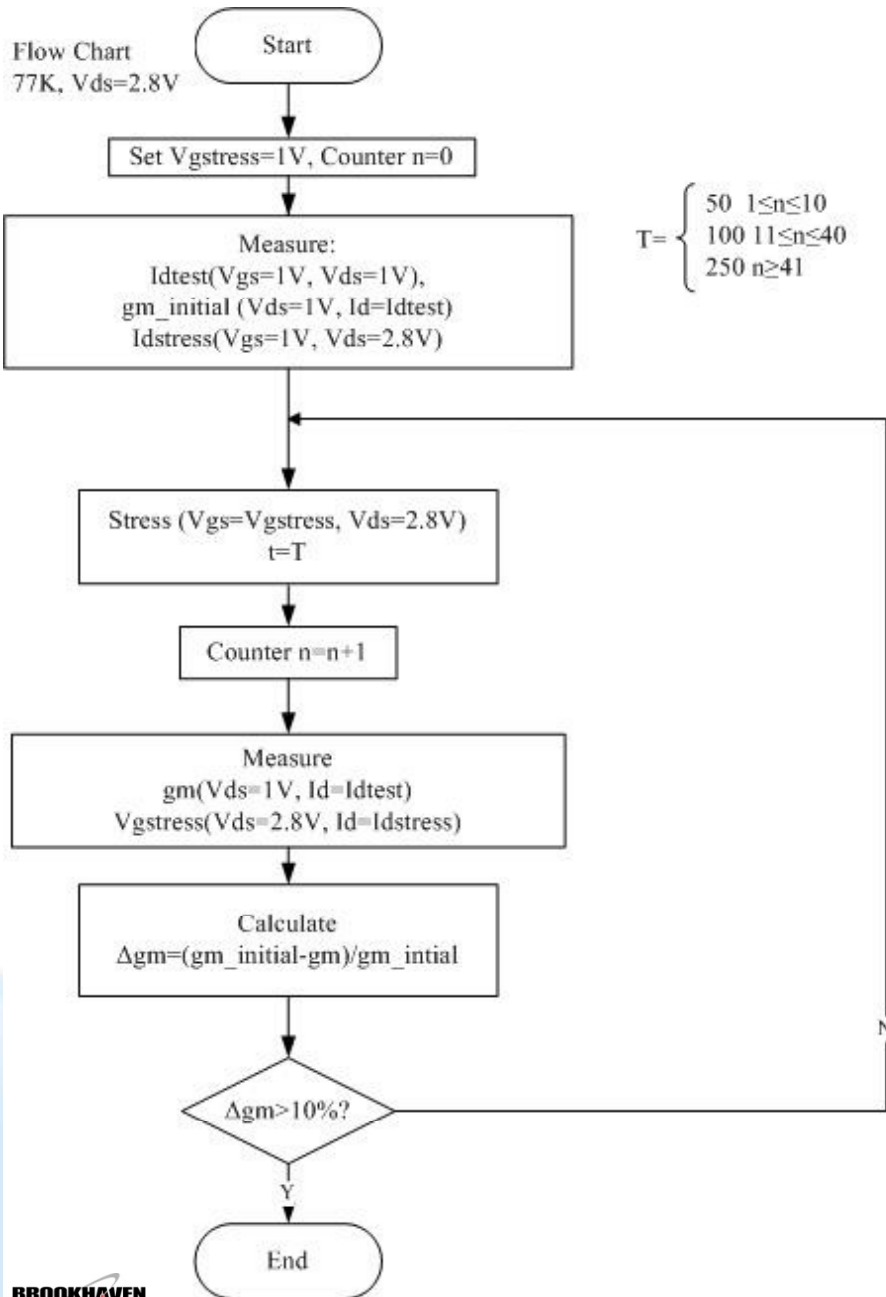 Flow Chart
77K, Vds=2.8V
Start
Set Vgstress=1V, Counter n=0
Measure:
Idtest(Vgs=1V, Vds=1V),
gm_initial (Vds=1V, Id=Idtest)
Idstress(Vgs=1V, Vds=2.8V)
T=
50 1≤n≤10
100 11≤n≤40
250 n≥41
Stress (Vgs=Vgstress, Vds=2.8V)
t=T
Counter n=n+1
Measure
gm(Vds=1V, Id=Idtest)
Vgstress(Vds=2.8V, Id=Idstress)
Calculate
Δgm=(gm_initial-gm)/gm_intial
N
Δgm>10%?
Y
End
BROOKHAVEN